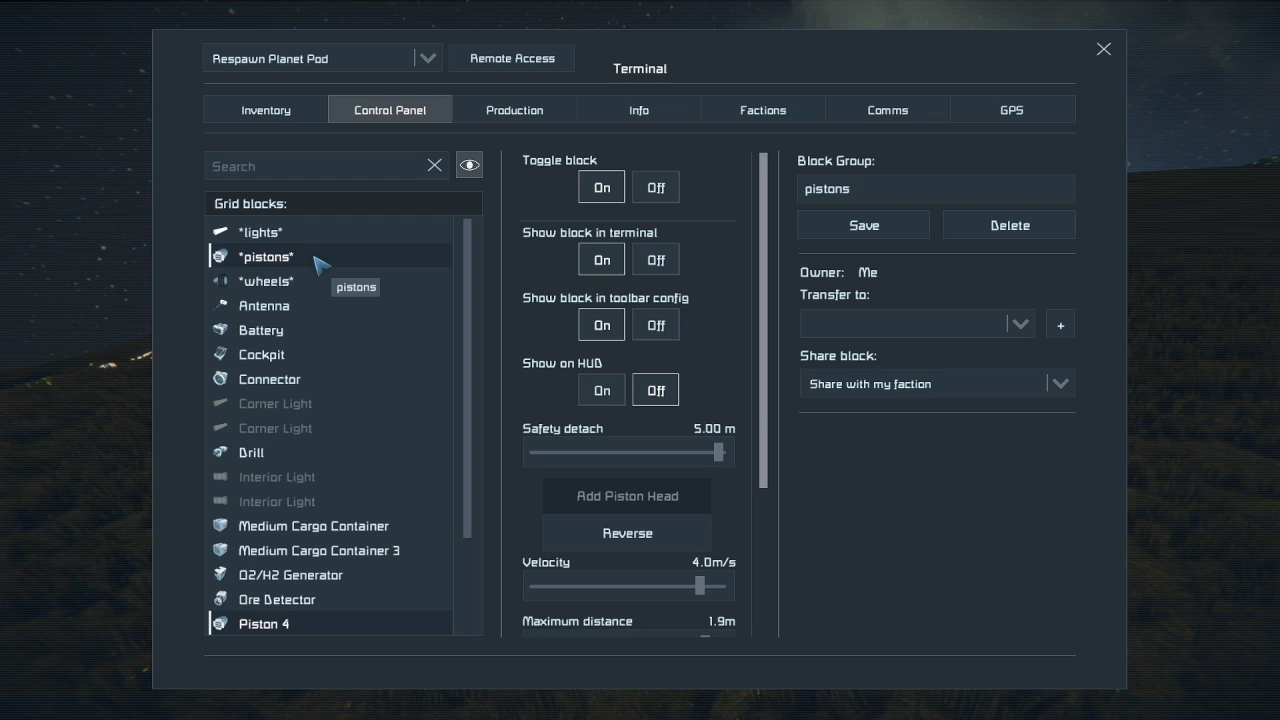 Respawn Planet Pod
Remote Access
Terminal
Inventory
Control Panel
Production
Info
Factions
Comms
GPS
Search
Grid blocks:
*lights*
*pistons*
*wheels*
pistons
Antenna
Battery
Cockpit
Connector
Corner Light
Corner Light
Drill
Interior Light
Interior Light
Medium Cargo Container
Medium Cargo Container 3
O2/H2 Generator
Ore Detector
Piston 4
Toggle block
On Off
Show block in terminal
On Off
Show block in toolbar config
On Off
Show on HUD
On Off
Safety detach 5.00 m
Add Piston Head
Reverse
Velocity 4.0m/s
Maximum distance 1.9m
Block Group:
pistons
Save Delete
Owner: Me
Transfer to:
+
Share block:
Share with my faction